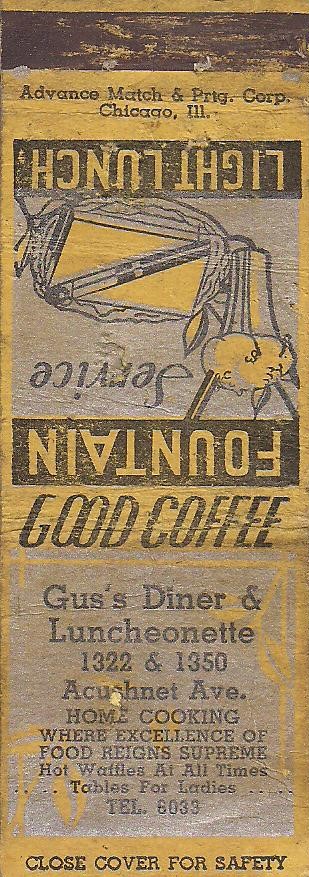 Advance Match & Prtg. Corp.
Chicago, Ill.
LIGHT LUNCH
Service
FOUNTAIN
GOOD COFFEE
Gus's Diner &
Luncheonette
1322 & 1350
Acushnet Ave.
HOME COOKING
WHERE EXCELLENCE OF
FOOD REIGNS SUPREME
Hot Waffles At All Times
..... Tables For Ladies .....
TEL. 8033
CLOSE COVER FOR SAFETY